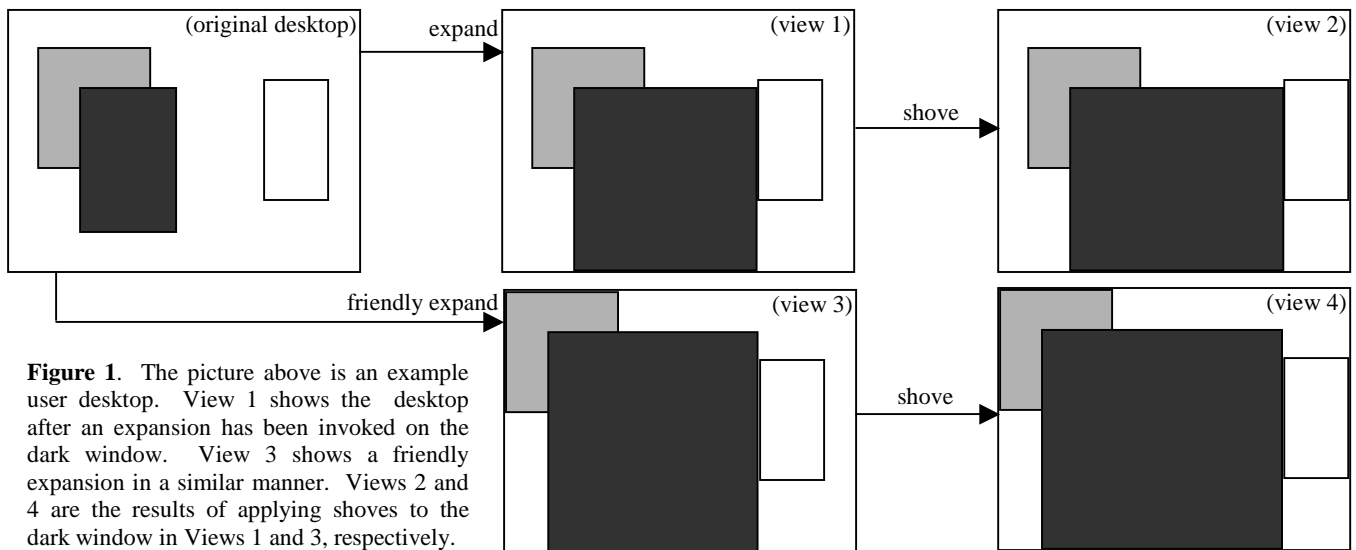 (original desktop)
expand
(view 1)
shove
(view 2)
friendly expand
(view 3)
shove
(view 4)
Figure 1. The picture above is an example
user desktop. View 1 shows the desktop
after an expansion has been invoked on the
dark window. View 3 shows a friendly
expansion in a similar manner. Views 2 and
4 are the results of applying shoves to the
dark window in Views 1 and 3, respectively.